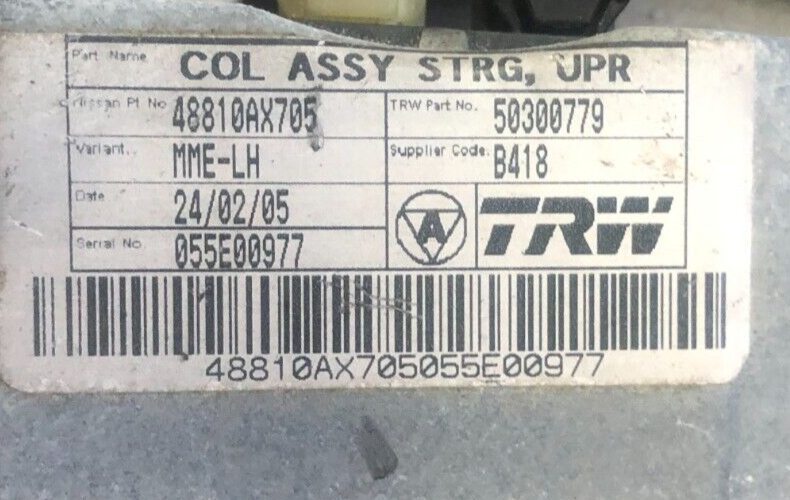 Part Name COL ASSY STRG, UPR
Nissan Pt No 48810AX705 TRW Part No. 50300779
Variant. MME-LH Supplier Code. B418
Date 24/02/05
A TRW
Serial No 055E00977
48810AX705055E00977